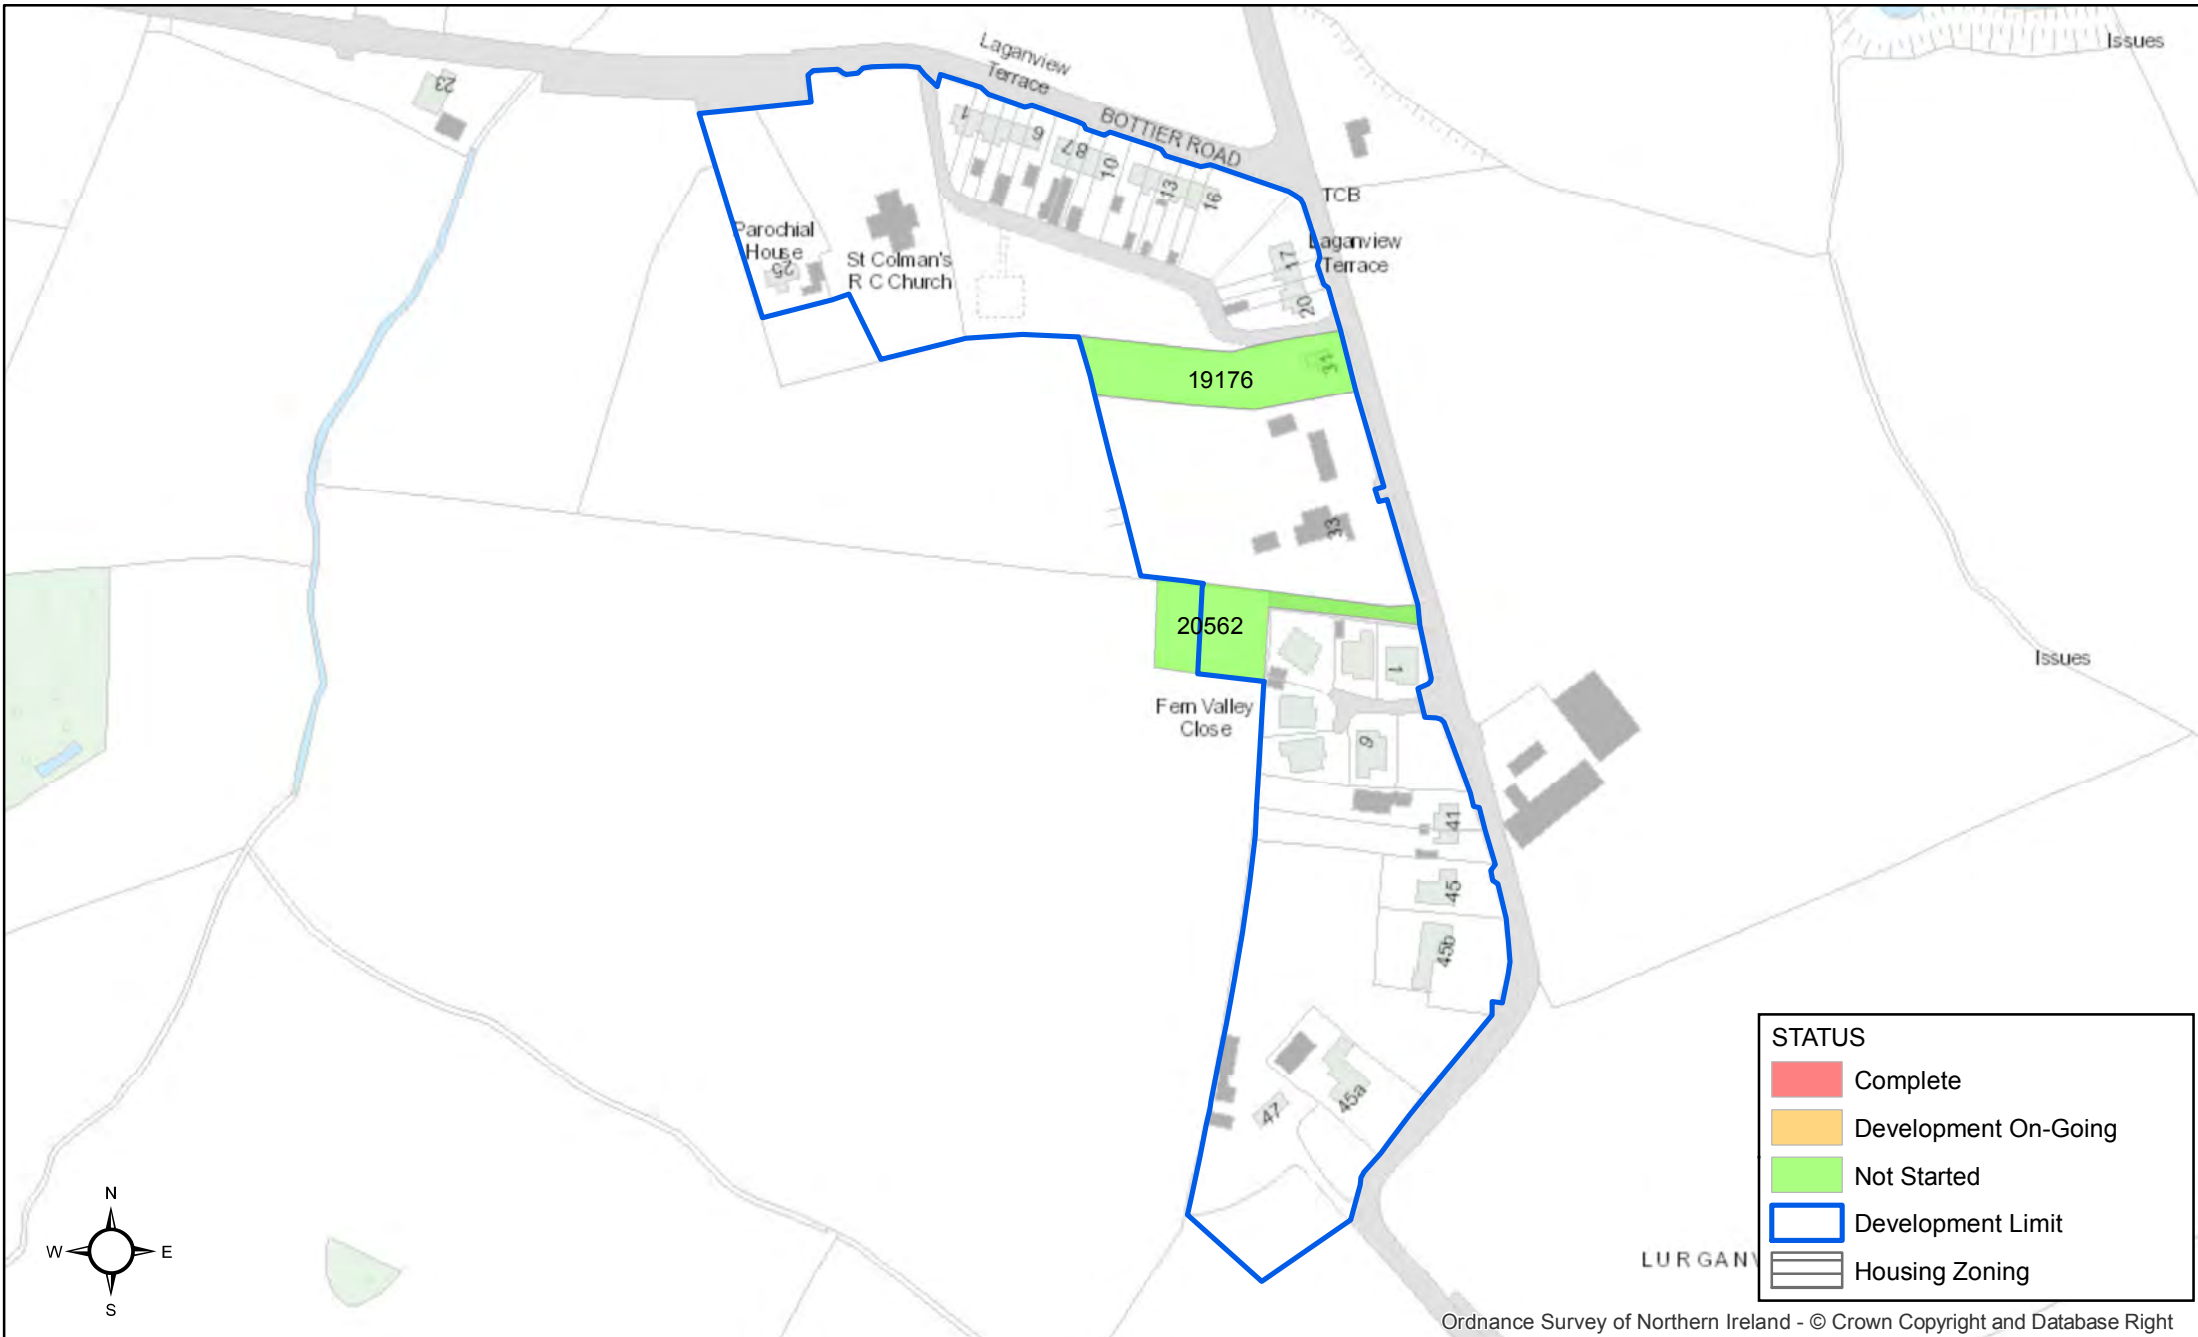 Issues
Laganview
Terrace
BOTTIER ROAD
23
1
6
87
10
13
16
TCB
Parochial
House
25
St Colman's
R C Church
17
Laganview
Terrace
20
31
19176
33
20562
1
Fern Valley
Close
Issues
9
41
45
45b
45a
47
N
W
E
S
LURGANV
STATUS
Complete
Development On-Going
Not Started
Development Limit
Housing Zoning
Ordnance Survey of Northern Ireland - © Crown Copyright and Database Right